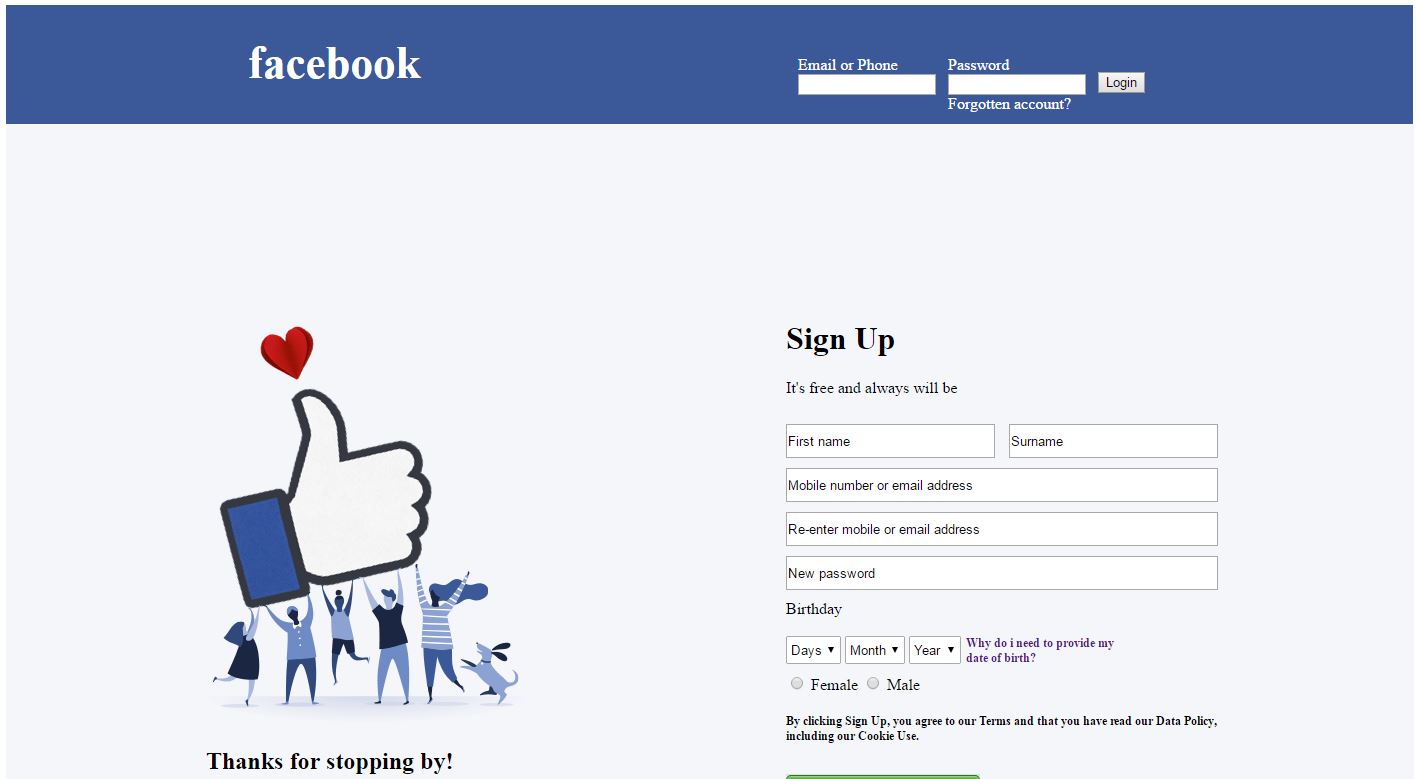 facebook
Email or Phone
Password
Login
Forgotten account?
Sign Up
It's free and always will be
First name
Surname
Mobile number or email address
Re-enter mobile or email address
New password
Birthday
Days
Month
Year
Why do i need to provide my
date of birth?
Female
Male
By clicking Sign Up, you agree to our Terms and that you have read our Data Policy,
including our Cookie Use.
Thanks for stopping by!